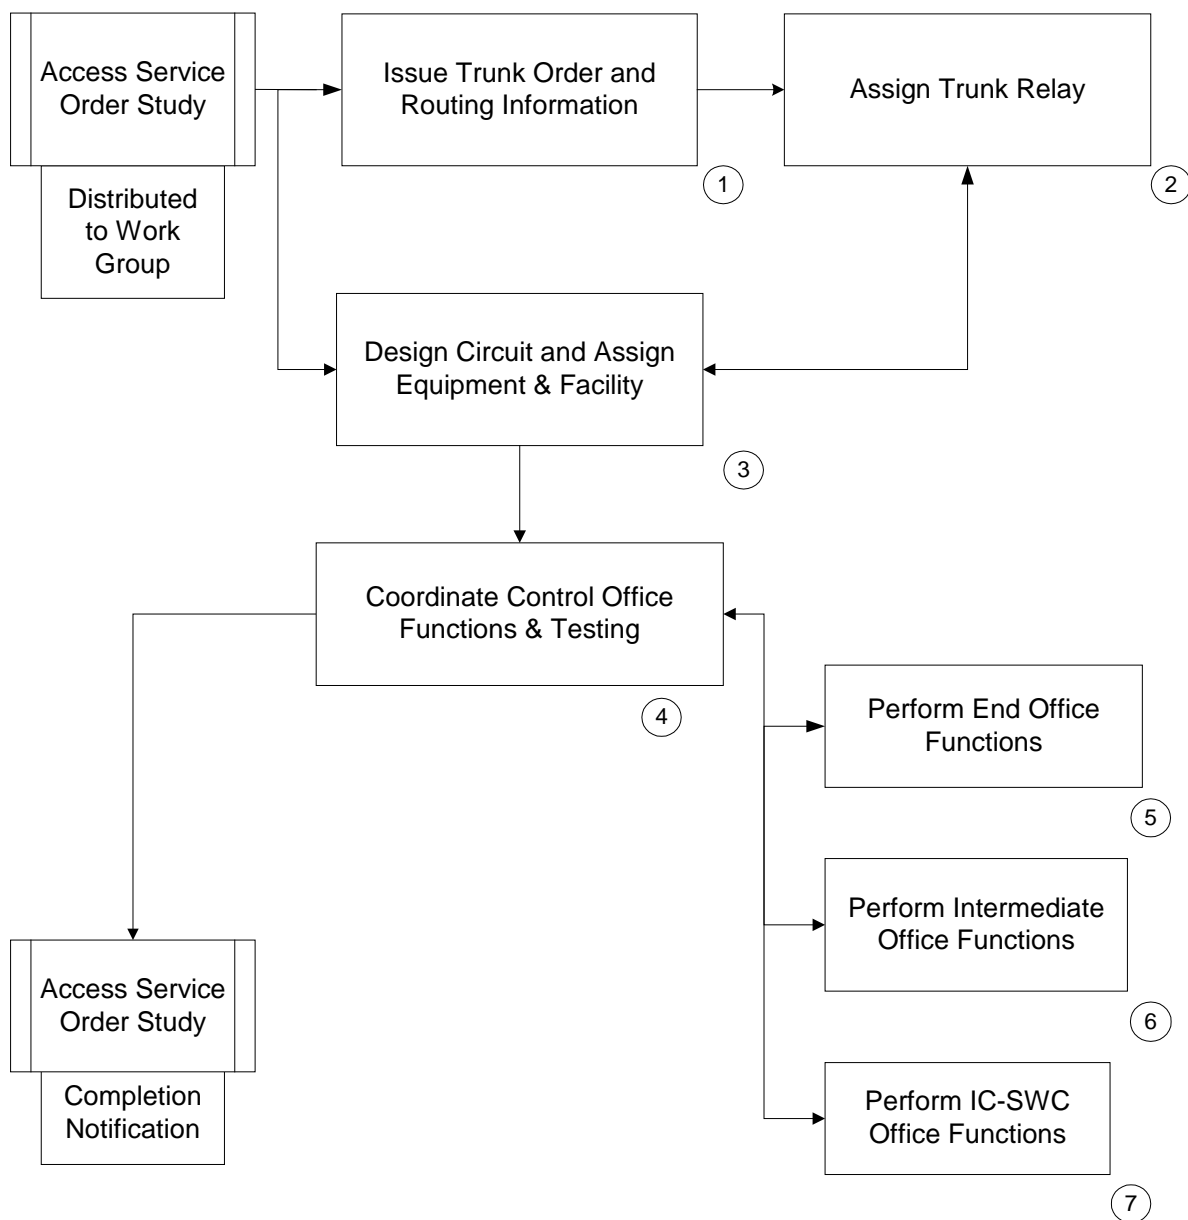 Access Service
Order Study
Distributed
to Work
Group
Issue Trunk Order and
Routing Information
1
Assign Trunk Relay
2
Design Circuit and Assign
Equipment & Facility
3
Coordinate Control Office
Functions & Testing
4
Perform End Office
Functions
5
Perform Intermediate
Office Functions
6
Perform IC-SWC
Office Functions
7
Access Service
Order Study
Completion
Notification